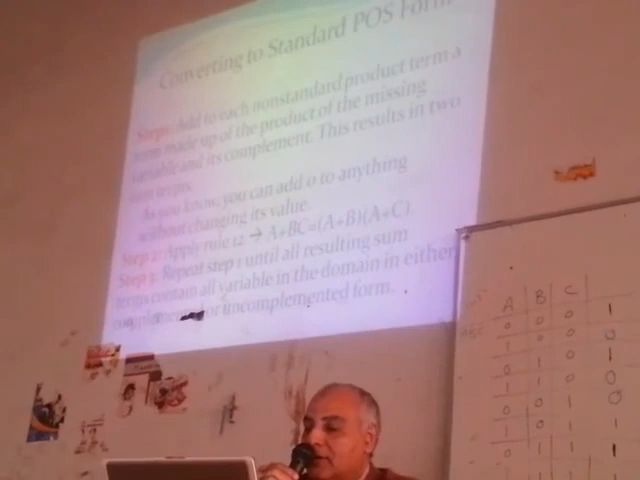 Converting to Standard POS Form
Step 1: Add to each nonstandard product term a
term made up of the product of the missing
variable and its complement. This results in two
sum terms.
As you know, you can add 0 to anything
without changing its value.
Step 2: Apply rule 12 → A+BC=(A+B)(A+C).
Step 3: Repeat step 1 until all resulting sum
terms contain all variable in the domain in either
complemented or uncomplemented form.
A B C
0 0 0 1
1 0 0 0
0 1 0 1
1 1 0 0
0 0 1 0
1 0 1 1
0 1 1 1